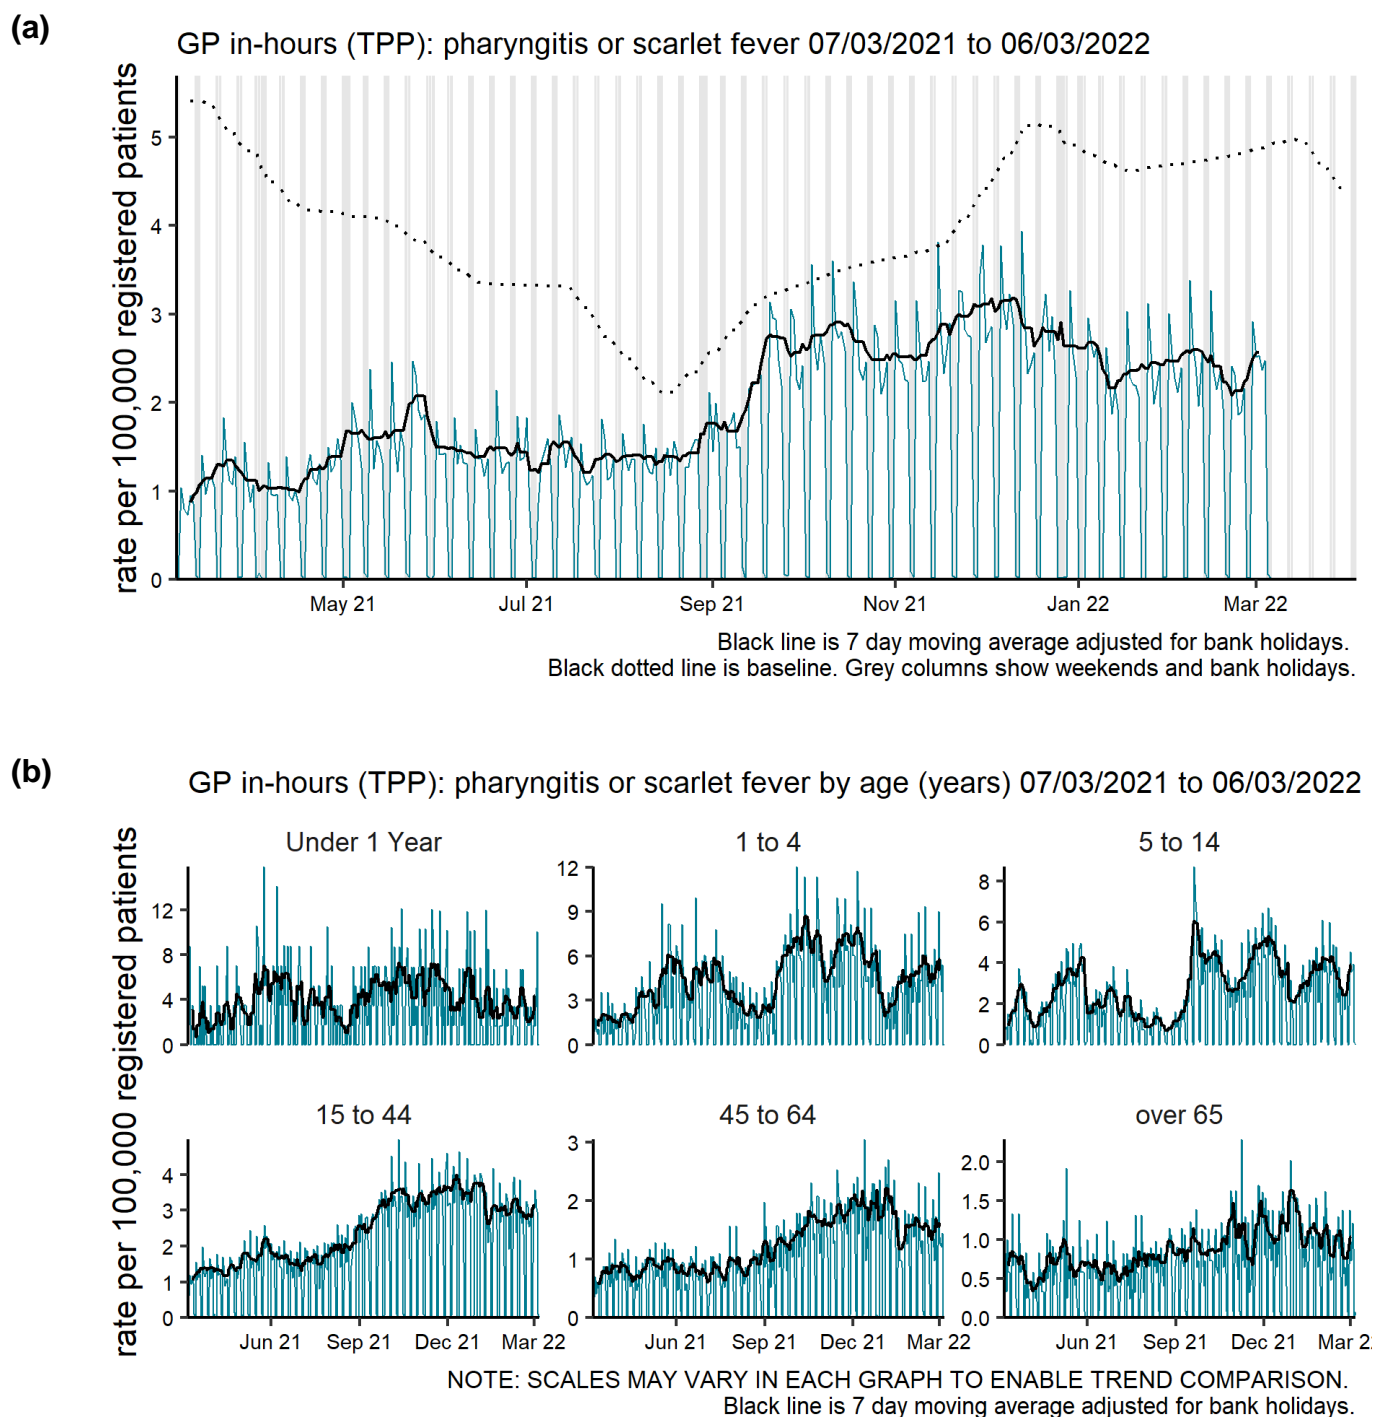 (a)
GP in-hours (TPP): pharyngitis or scarlet fever 07/03/2021 to 06/03/2022
rate per 100,000 registered patients
5
4
3
2
1
0
May 21 Jul 21 Sep 21 Nov 21 Jan 22 Mar 22
Black line is 7 day moving average adjusted for bank holidays.
Black dotted line is baseline. Grey columns show weekends and bank holidays.
(b)
GP in-hours (TPP): pharyngitis or scarlet fever by age (years) 07/03/2021 to 06/03/2022
rate per 100,000 registered patients
Under 1 Year
12
8
4
0
1 to 4
12
9
6
3
0
5 to 14
8
6
4
2
0
15 to 44
4
3
2
1
0
Jun 21 Sep 21 Dec 21 Mar 22
45 to 64
3
2
1
0
Jun 21 Sep 21 Dec 21 Mar 22
over 65
2.0
1.5
1.0
0.5
0.0
Jun 21 Sep 21 Dec 21 Mar 2
NOTE: SCALES MAY VARY IN EACH GRAPH TO ENABLE TREND COMPARISON.
Black line is 7 day moving average adjusted for bank holidays.